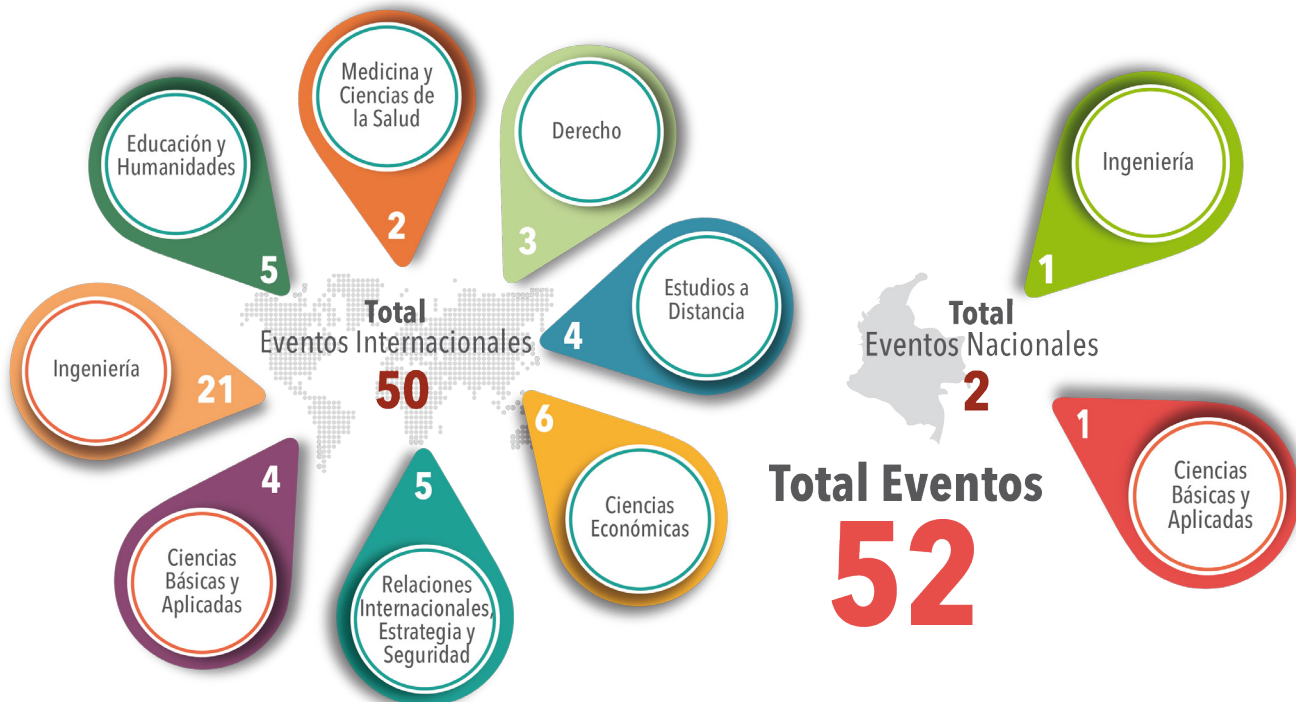 Medicina y
Ciencias de
la Salud
2
Derecho
3
Educación y
Humanidades
5
Estudios a
Distancia
4
Ingeniería
21
Total
Eventos Internacionales
50
6
Ciencias
Económicas
4
Ciencias
Básicas y
Aplicadas
5
Relaciones
Internacionales,
Estrategia y
Seguridad
Ingeniería
1
Total
Eventos Nacionales
2
1
Ciencias
Básicas y
Aplicadas
Total Eventos
52